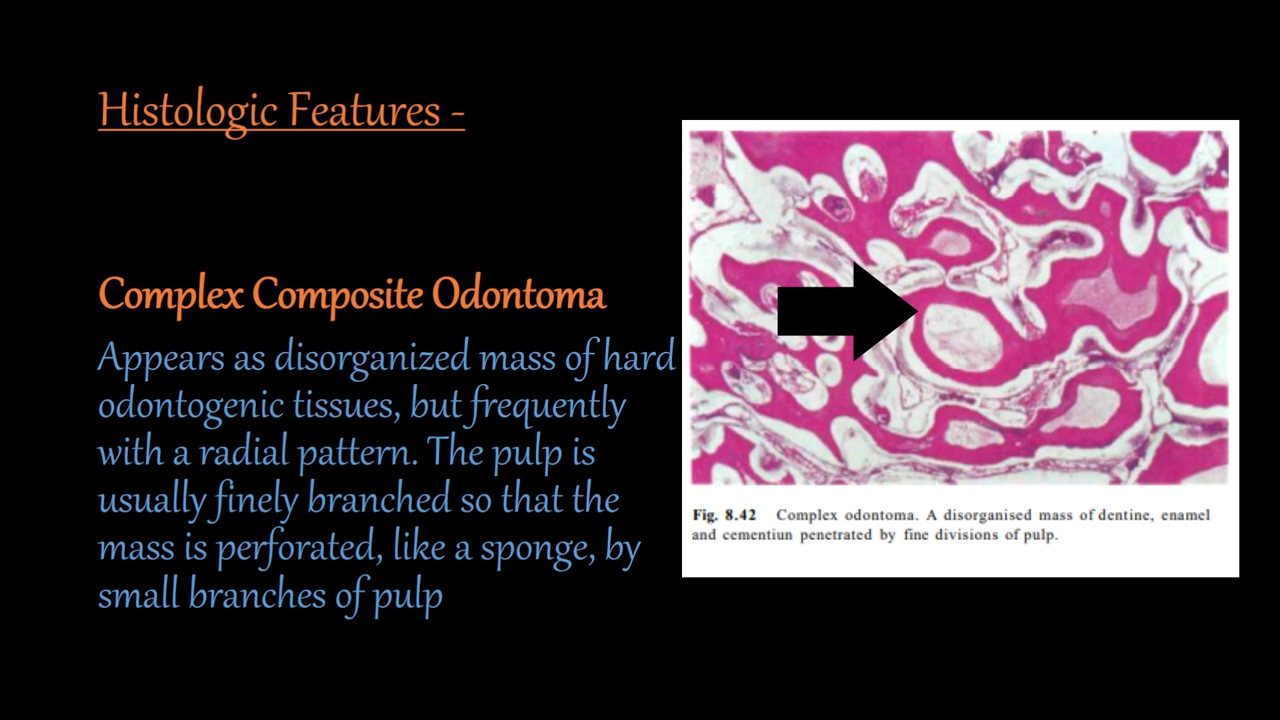 Histologic Features -
Complex Composite Odontoma
Appears as disorganized mass of hard
odontogenic tissues, but frequently
with a radial pattern. The pulp is
usually finely branched so that the
mass is perforated, like a sponge, by
small branches of pulp
Fig. 8.42 Complex odontoma. A disorganised mass of dentine, enamel
and cementiun penetrated by fine divisions of pulp.